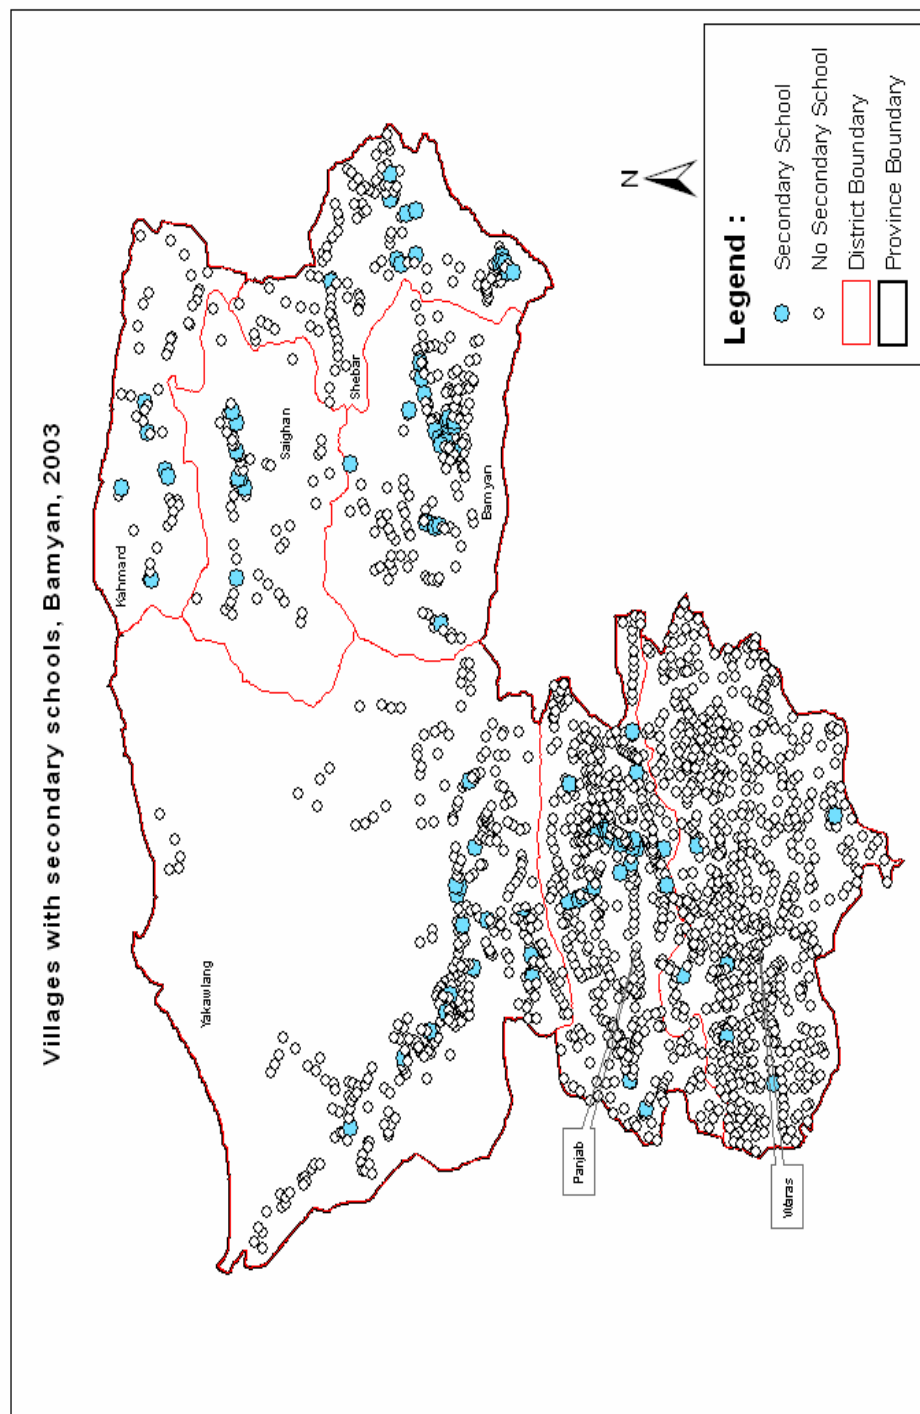 Villages with secondary schools, Bamyan, 2003
Kahmard
Saighan
Shebar
Bamyan
Yakawlang
Panjab
Waras
N
Legend :
Secondary School
No Secondary School
District Boundary
Province Boundary